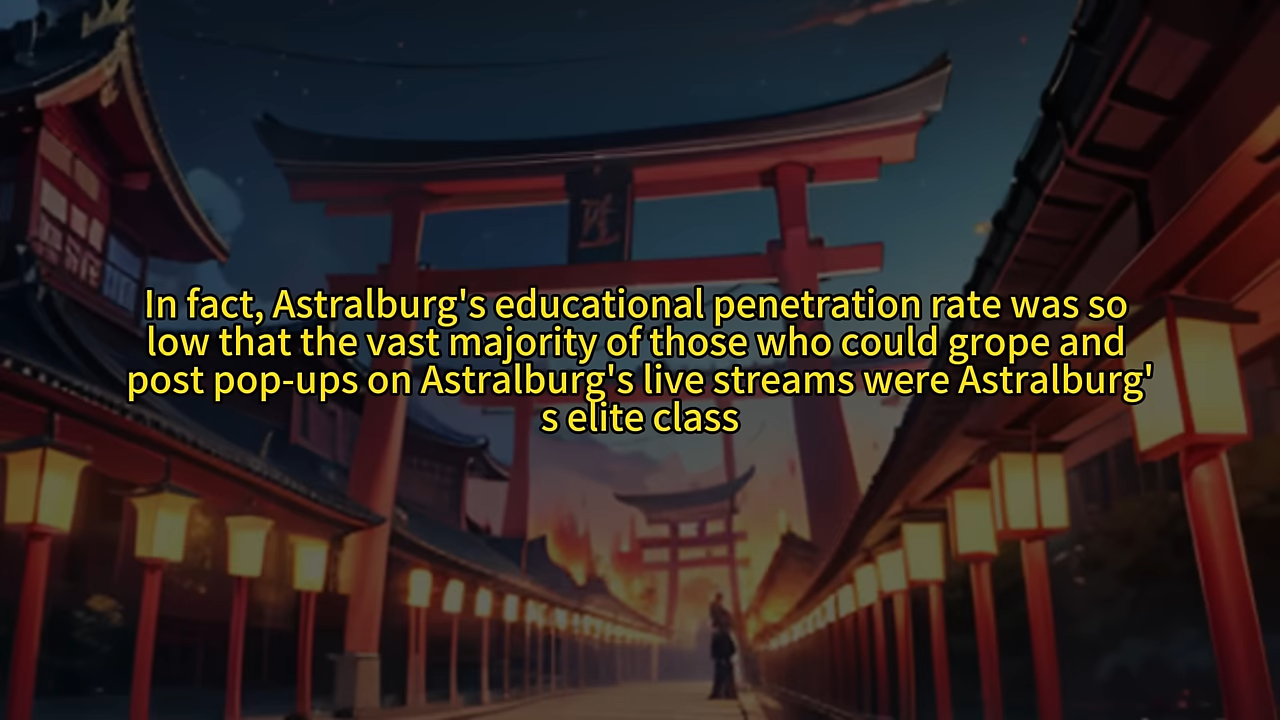 In fact, Astralburg's educational penetration rate was so
low that the vast majority of those who could grope and
post pop-ups on Astralburg's live streams were Astralburg'
s elite class